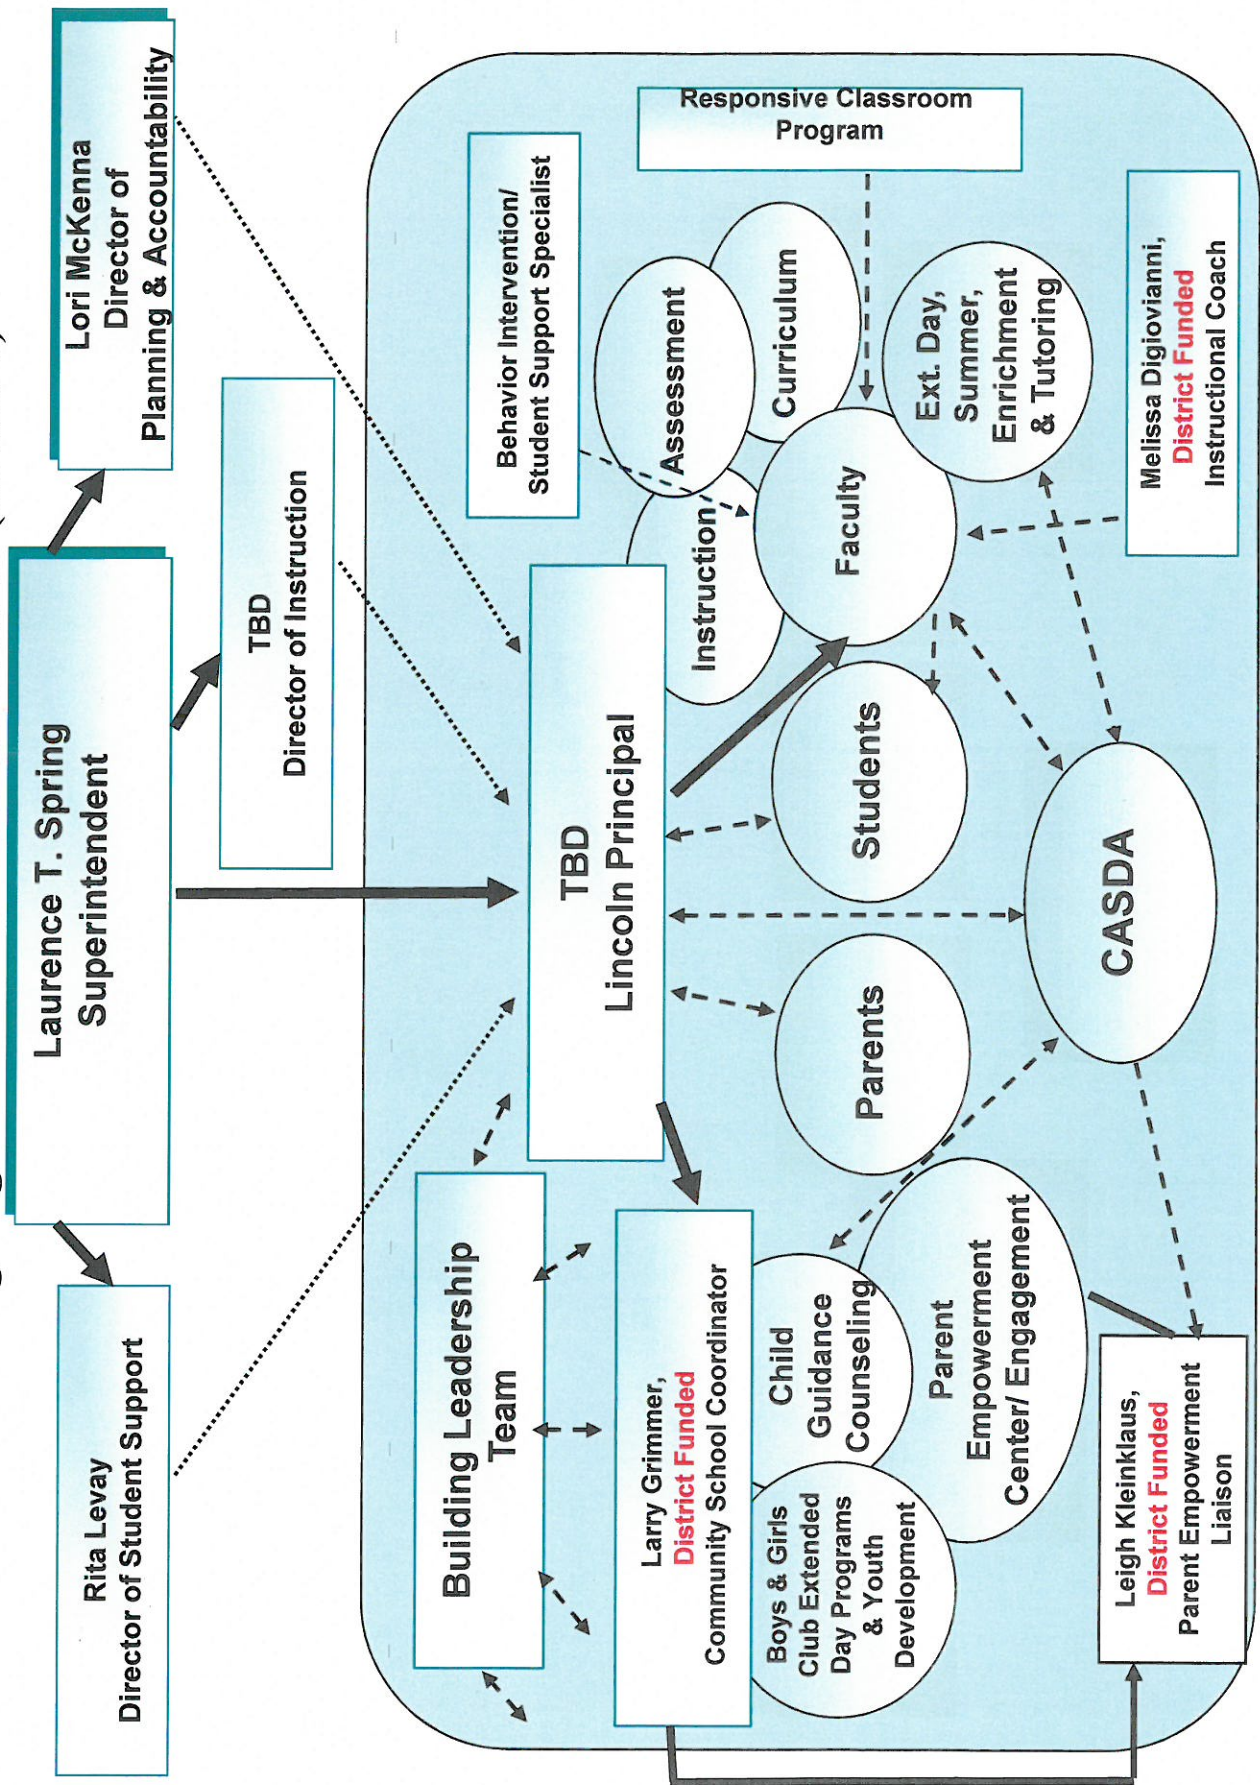 Laurence T. Spring
Superintendent
Rita Levay
Director of Student Support
Lori McKenna
Director of
Planning & Accountability
TBD
Director of Instruction
Building Leadership
Team
TBD
Lincoln Principal
Behavior Intervention/
Student Support Specialist
Responsive Classroom
Program
Larry Grimmer,
District Funded
Community School Coordinator
Instruction
Assessment
Curriculum
Child
Guidance
Counseling
Boys & Girls
Club Extended
Day Programs
& Youth
Development
Parents
Students
Faculty
Ext. Day,
Summer,
Enrichment
& Tutoring
Parent
Empowerment
Center/ Engagement
CASDA
Leigh Kleinklaus,
District Funded
Parent Empowerment
Liaison
Melissa Digiovianni,
District Funded
Instructional Coach